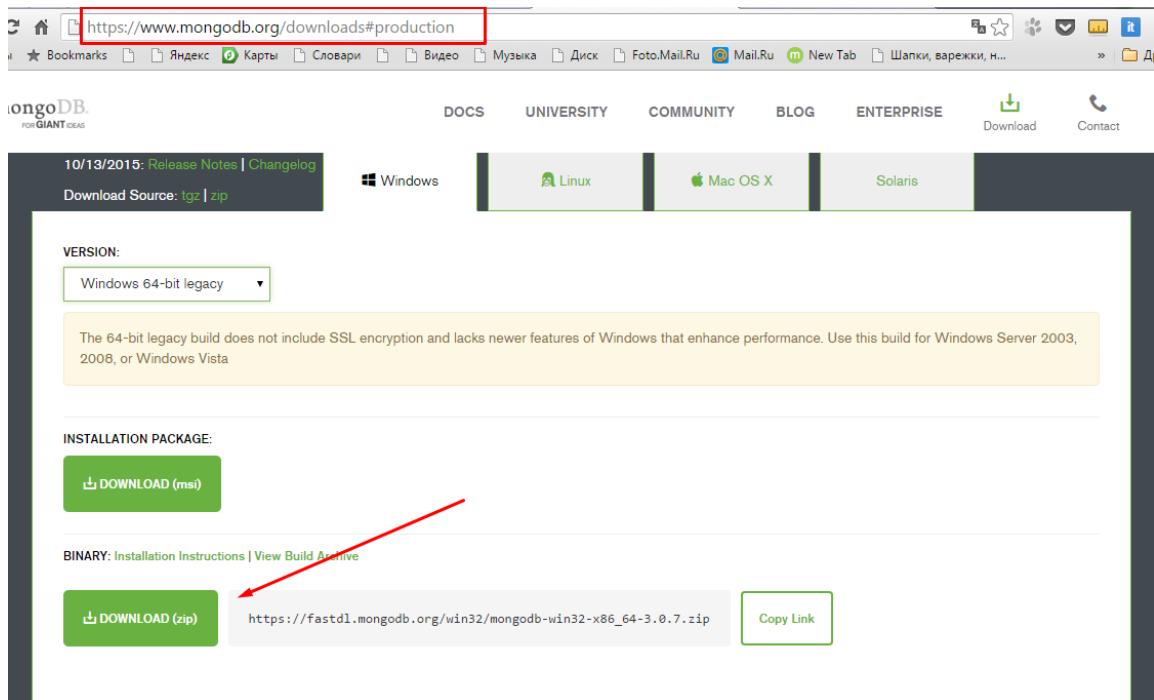 https://www.mongodb.org/downloads#production
Bookmarks Яндекс Карты Словари Видео Музыка Диск Foto.Mail.Ru Mail.Ru New Tab Шапки, варежки, н... »
ongoDB.
FOR GIANT IDEAS
DOCS UNIVERSITY COMMUNITY BLOG ENTERPRISE Download Contact
10/13/2015: Release Notes | Changelog
Download Source: tgz | zip
Windows Linux Mac OS X Solaris
VERSION:
Windows 64-bit legacy
The 64-bit legacy build does not include SSL encryption and lacks newer features of Windows that enhance performance. Use this build for Windows Server 2003,
2008, or Windows Vista
INSTALLATION PACKAGE:
DOWNLOAD (msi)
BINARY: Installation Instructions | View Build Archive
DOWNLOAD (zip) https://fastdl.mongodb.org/win32/mongodb-win32-x86_64-3.0.7.zip Copy Link